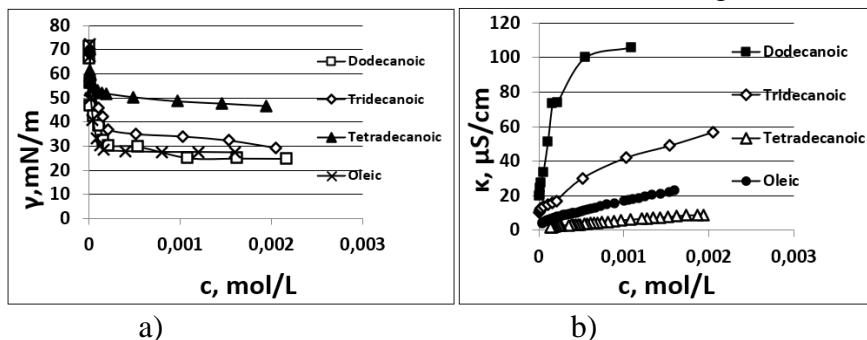 80
70
60
50
40
30
20
10
0
γ,mN/m
0
0,001
0,002
0,003
c, mol/L
Dodecanoic
Tridecanoic
Tetradecanoic
Oleic
a)
120
100
80
60
40
20
0
κ, µS/cm
0
0,001
0,002
0,003
c, mol/L
Dodecanoic
Tridecanoic
Tetradecanoic
Oleic
b)